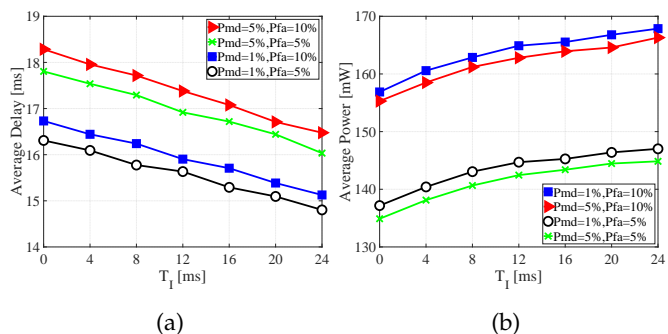 19
18
17
16
15
14
Average Delay [ms]
0 4 8 12 16 20 24
T_I [ms]
Pmd=5%,Pfa=10%
Pmd=5%,Pfa=5%
Pmd=1%,Pfa=10%
Pmd=1%,Pfa=5%
(a)
170
160
150
140
130
Average Power [mW]
0 4 8 12 16 20 24
T_I [ms]
Pmd=1%,Pfa=10%
Pmd=5%,Pfa=10%
Pmd=1%,Pfa=5%
Pmd=5%,Pfa=5%
(b)